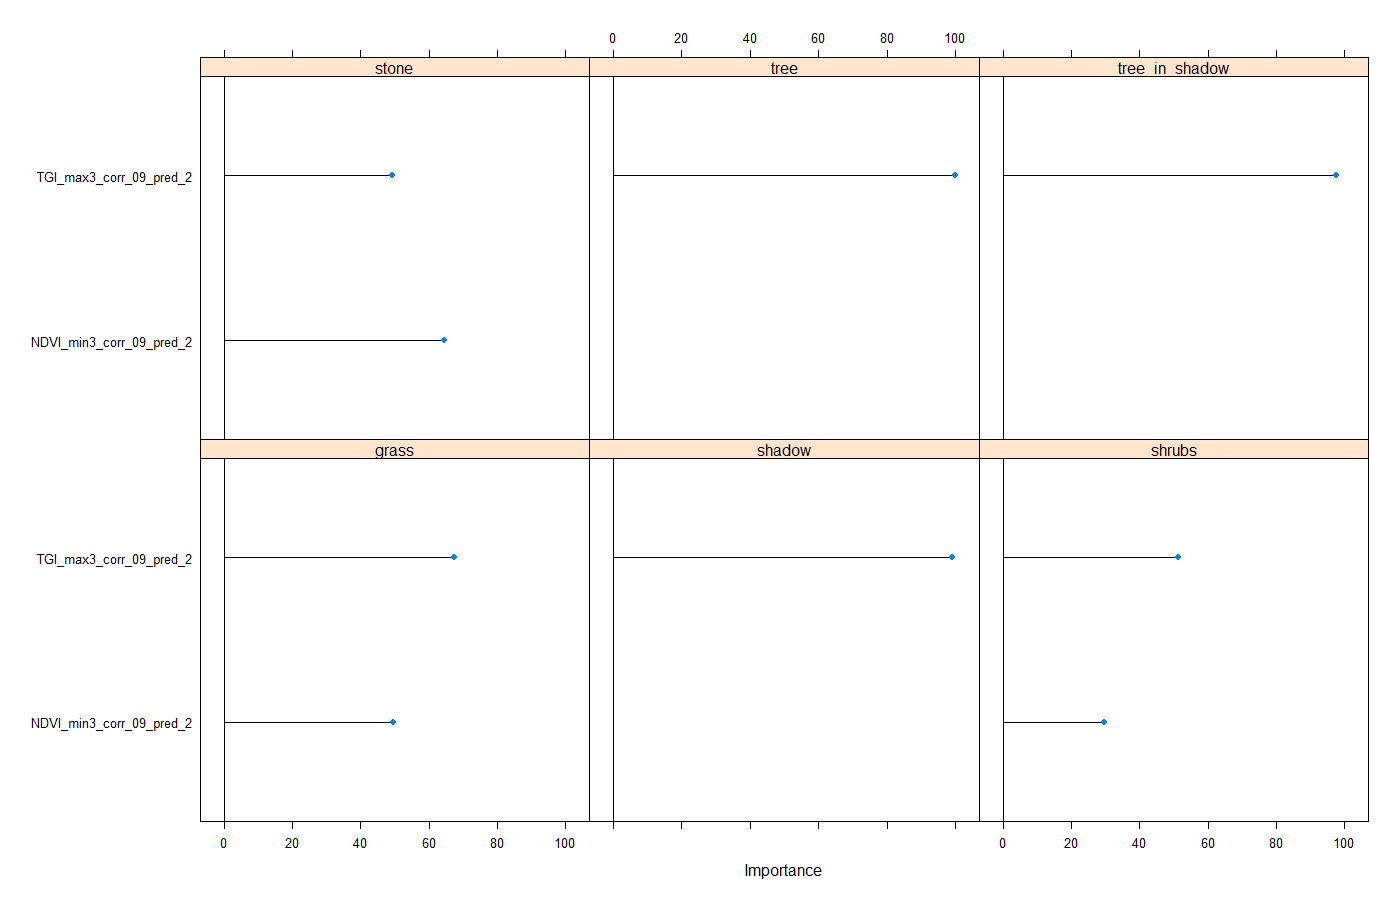 0 20 40 60 80 100
stone tree tree_in_shadow
TGI_max3_corr_09_pred_2
NDVI_min3_corr_09_pred_2
grass shadow shrubs
TGI_max3_corr_09_pred_2
NDVI_min3_corr_09_pred_2
0 20 40 60 80 100 0 20 40 60 80 100
Importance